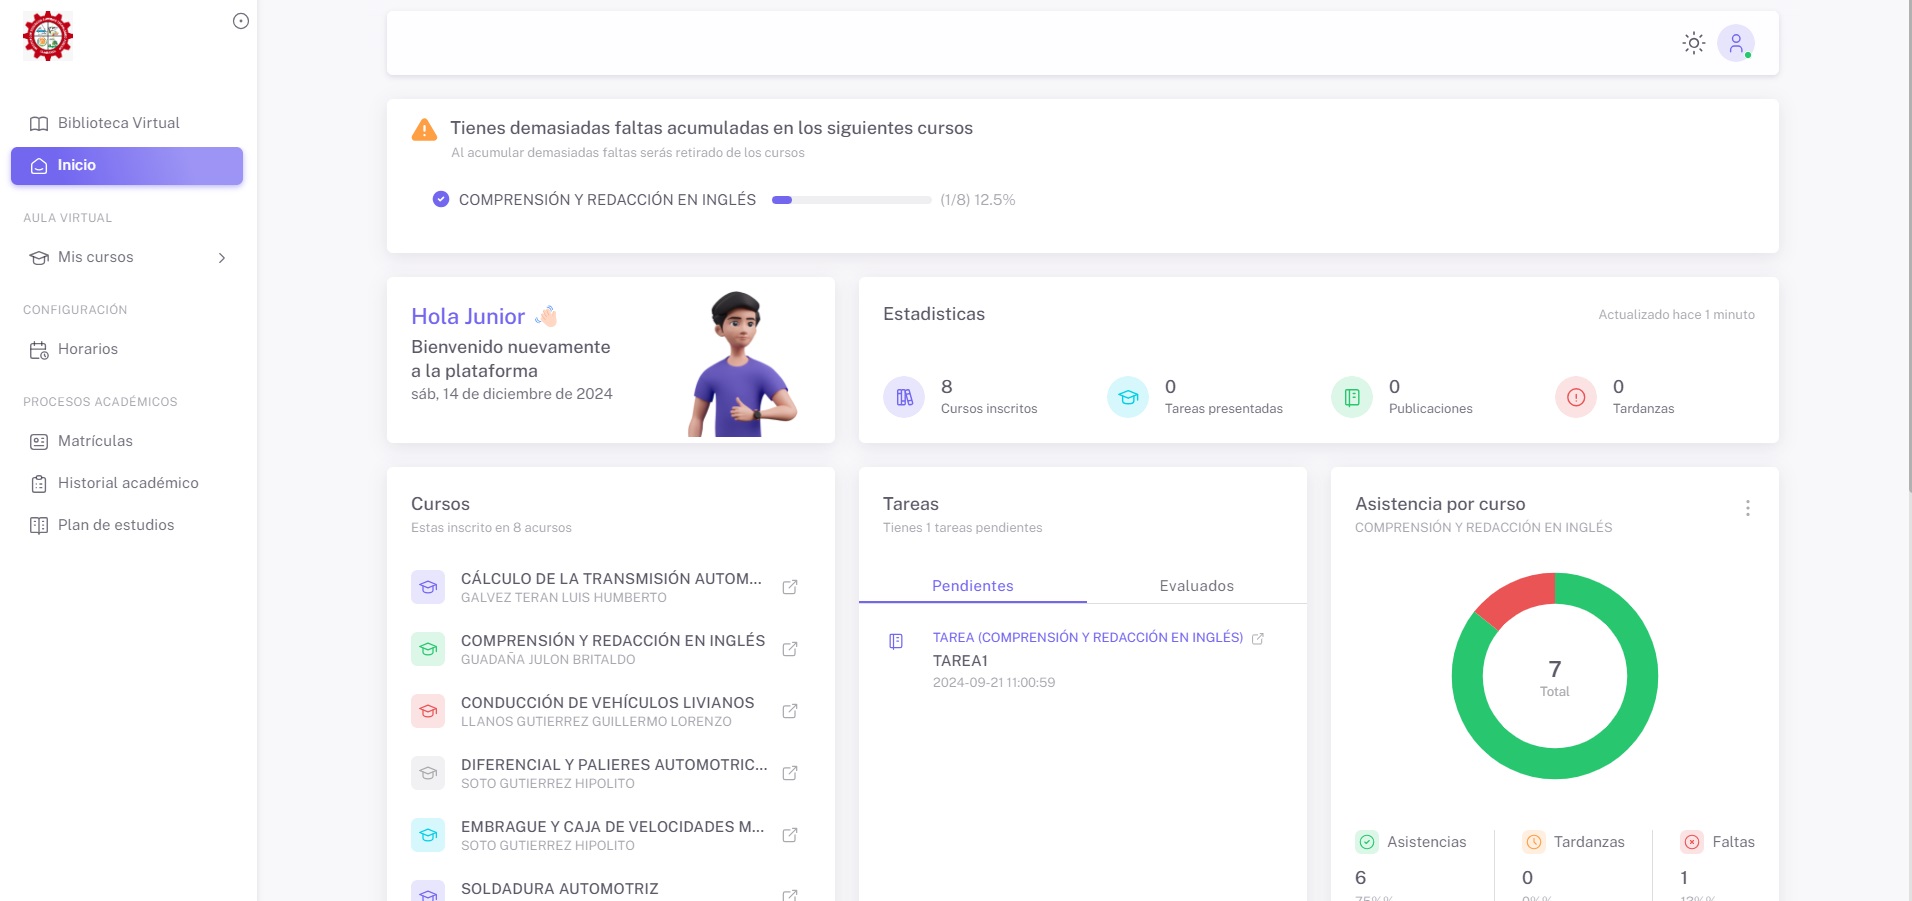 Biblioteca Virtual
Inicio
AULA VIRTUAL
Mis cursos
CONFIGURACIÓN
Horarios
PROCESOS ACADÉMICOS
Matrículas
Historial académico
Plan de estudios
Tienes demasiadas faltas acumuladas en los siguientes cursos
Al acumular demasiadas faltas serás retirado de los cursos
COMPRENSIÓN Y REDACCIÓN EN INGLÉS (1/8) 12.5%
Hola Junior 👋🏻
Bienvenido nuevamente
a la plataforma
sáb, 14 de diciembre de 2024
Estadisticas
Actualizado hace 1 minuto
8
Cursos inscritos
0
Tareas presentadas
0
Publicaciones
0
Tardanzas
Cursos
Estas inscrito en 8 acursos
CÁLCULO DE LA TRANSMISIÓN AUTOM...
GALVEZ TERAN LUIS HUMBERTO
COMPRENSIÓN Y REDACCIÓN EN INGLÉS
GUADAÑA JULON BRITALDO
CONDUCCIÓN DE VEHÍCULOS LIVIANOS
LLANOS GUTIERREZ GUILLERMO LORENZO
DIFERENCIAL Y PALIERES AUTOMOTRIC...
SOTO GUTIERREZ HIPOLITO
EMBRAGUE Y CAJA DE VELOCIDADES M...
SOTO GUTIERREZ HIPOLITO
SOLDADURA AUTOMOTRIZ
Tareas
Tienes 1 tareas pendientes
Pendientes
Evaluados
TAREA (COMPRENSIÓN Y REDACCIÓN EN INGLÉS)
TAREA1
2024-09-21 11:00:59
Asistencia por curso
COMPRENSIÓN Y REDACCIÓN EN INGLÉS
7
Total
Asistencias
6
Tardanzas
0
Faltas
1